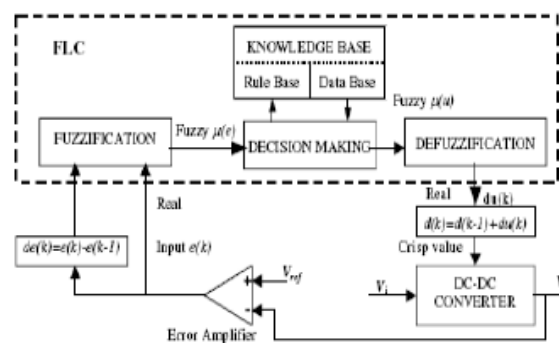 FLC
KNOWLEDGE BASE
Rule Base
Data Base
Fuzzy μ(u)
FUZZIFICATION
Fuzzy μ(e)
DECISION MAKING
DEFUZZIFICATION
Real
Real
du(k)
de(k)=e(k)-e(k-1)
Input e(k)
d(k)=d(k-1)+du(k)
Crisp value
+
Vref
-
Vi
DC-DC
CONVERTER
Error Amplifier